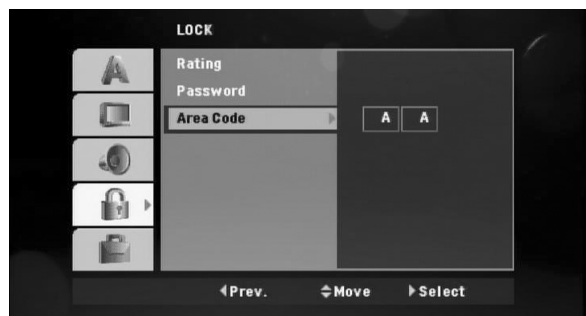 LOCK
Rating
Password
Area Code A A
Prev. Move Select